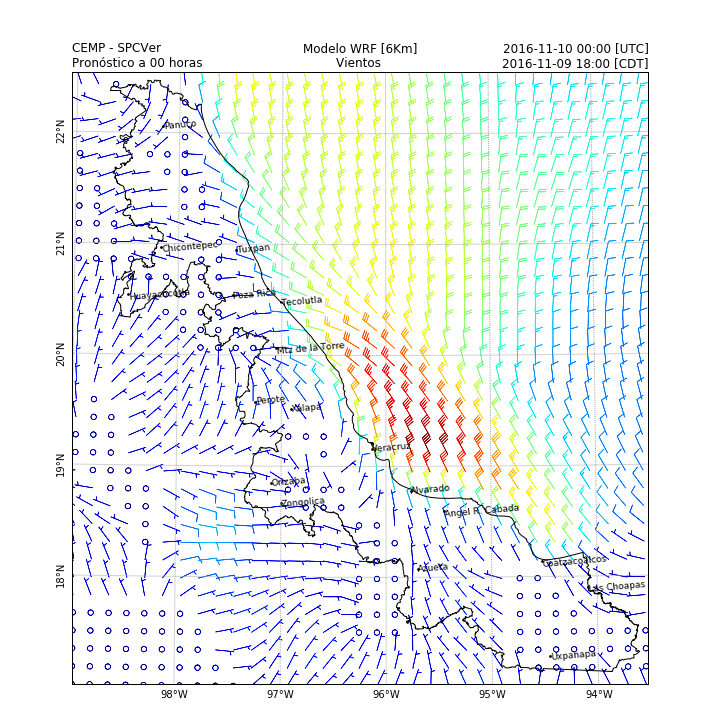 CEMP - SPCVer Modelo WRF [6Km] 2016-11-10 00:00 [UTC]
Pronóstico a 00 horas Vientos 2016-11-09 18:00 [CDT]
22°N
Panuco
21°N
Chicontepec Tuxpan
Huayacocotla Poza Rica Tecolutla
20°N
Mtz de la Torre
Perote
Xalapa
Veracruz
19°N
Orizaba
Alvarado
Zongolica
Angel R. Cabada
Coatzacoalcos
Azueta
18°N
Las Choapas
Uxpanapa
98°W 97°W 96°W 95°W 94°W